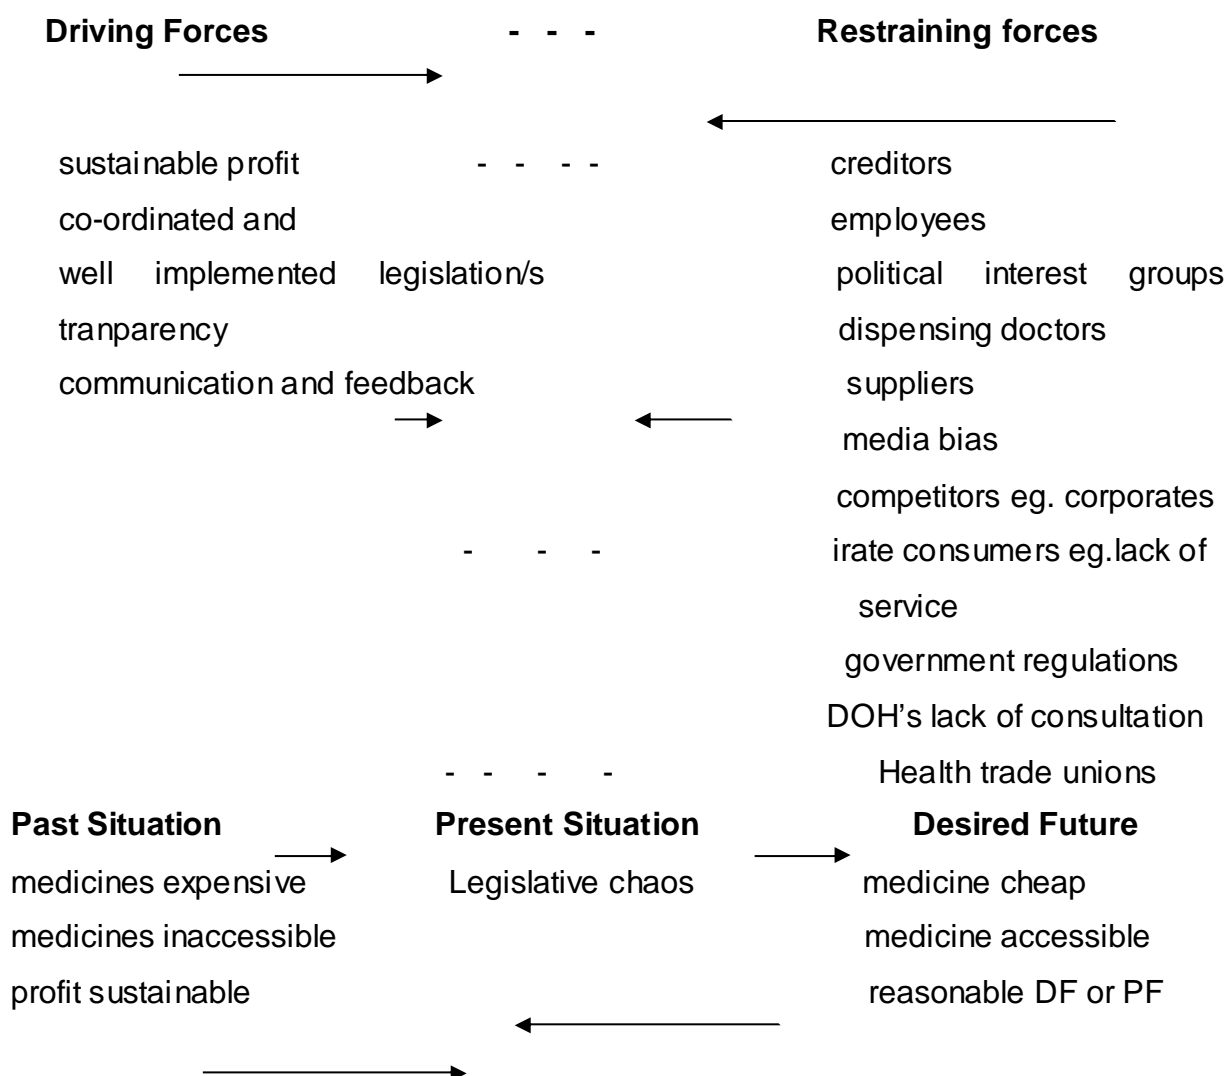 Driving Forces - - - Restraining forces
sustainable profit - - - - creditors
co-ordinated and employees
well implemented legislation/s political interest groups
tranparency dispensing doctors
communication and feedback suppliers
media bias
competitors eg. corporates
- - - irate consumers eg.lack of
service
government regulations
DOH’s lack of consultation
- - - - Health trade unions
Past Situation Present Situation Desired Future
medicines expensive Legislative chaos medicine cheap
medicines inaccessible medicine accessible
profit sustainable reasonable DF or PF